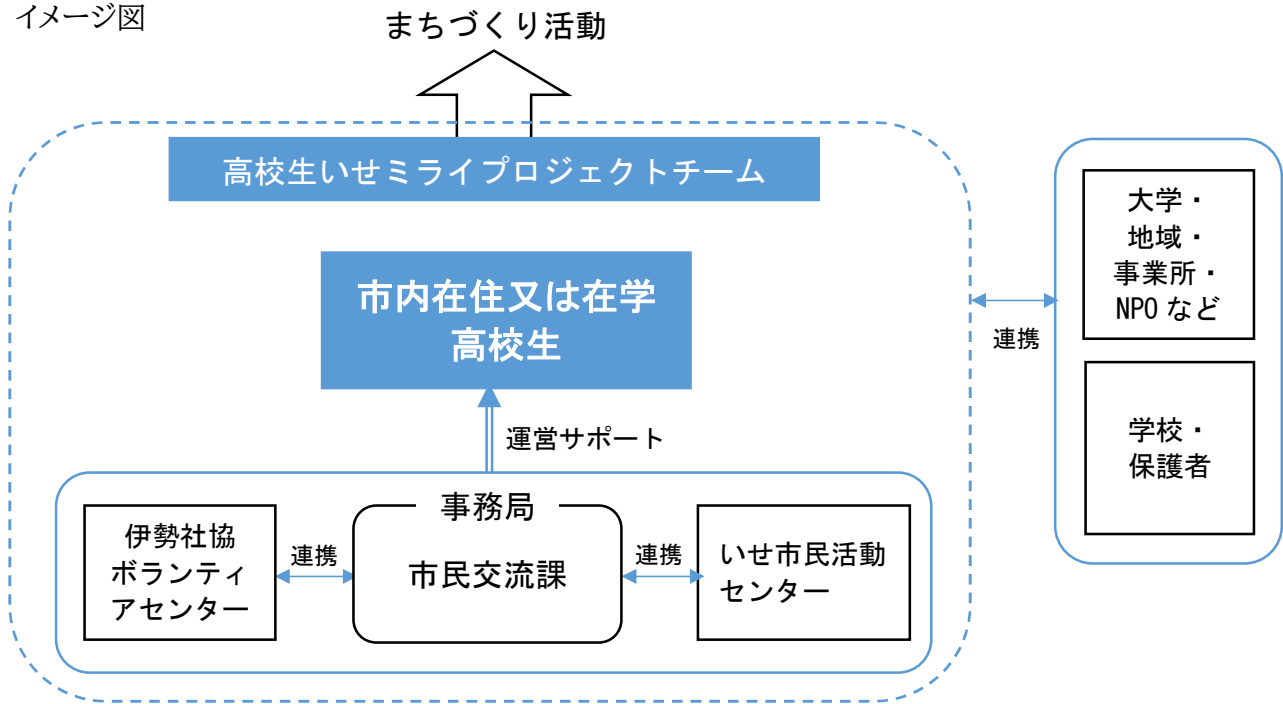 イメージ図
まちづくり活動
高校生いせミライプロジェクトチーム
市内在住又は在学
高校生
運営サポート
事務局
市民交流課
伊勢社協
ボランティ
アセンター
連携
連携
いせ市民活動
センター
連携
大学・
地域・
事業所・
NPO など
学校・
保護者